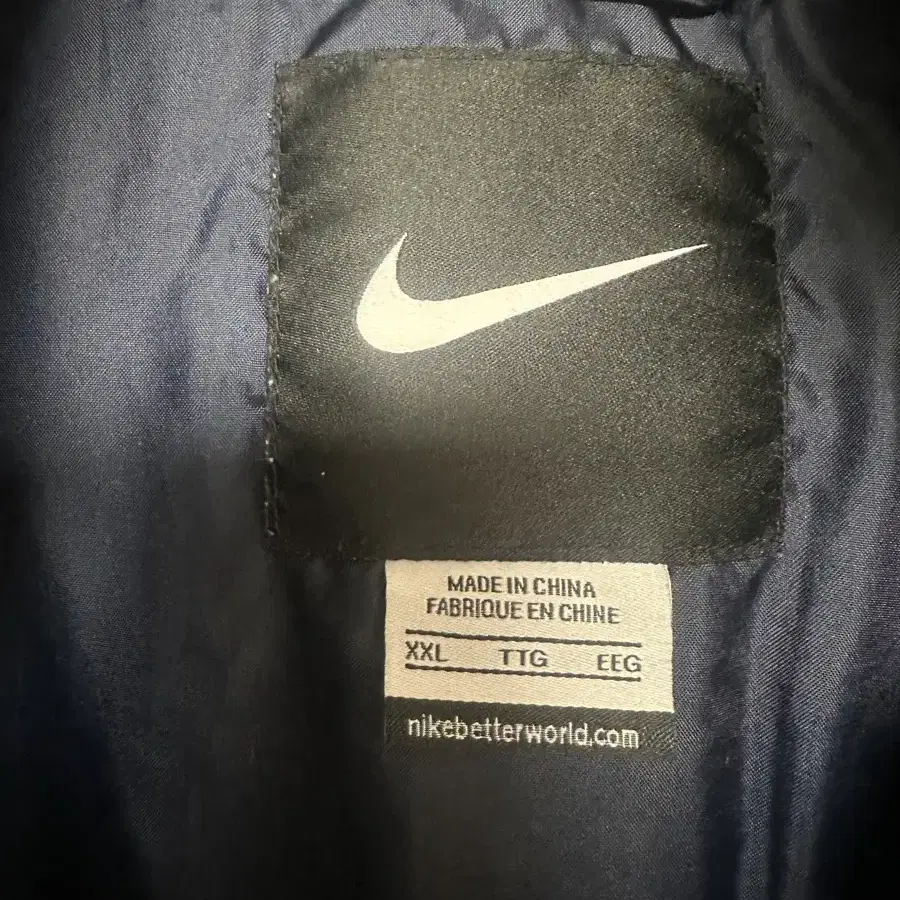 MADE IN CHINA
FABRIQUE EN CHINE
XXL TTG EEG
nikebetterworld.com